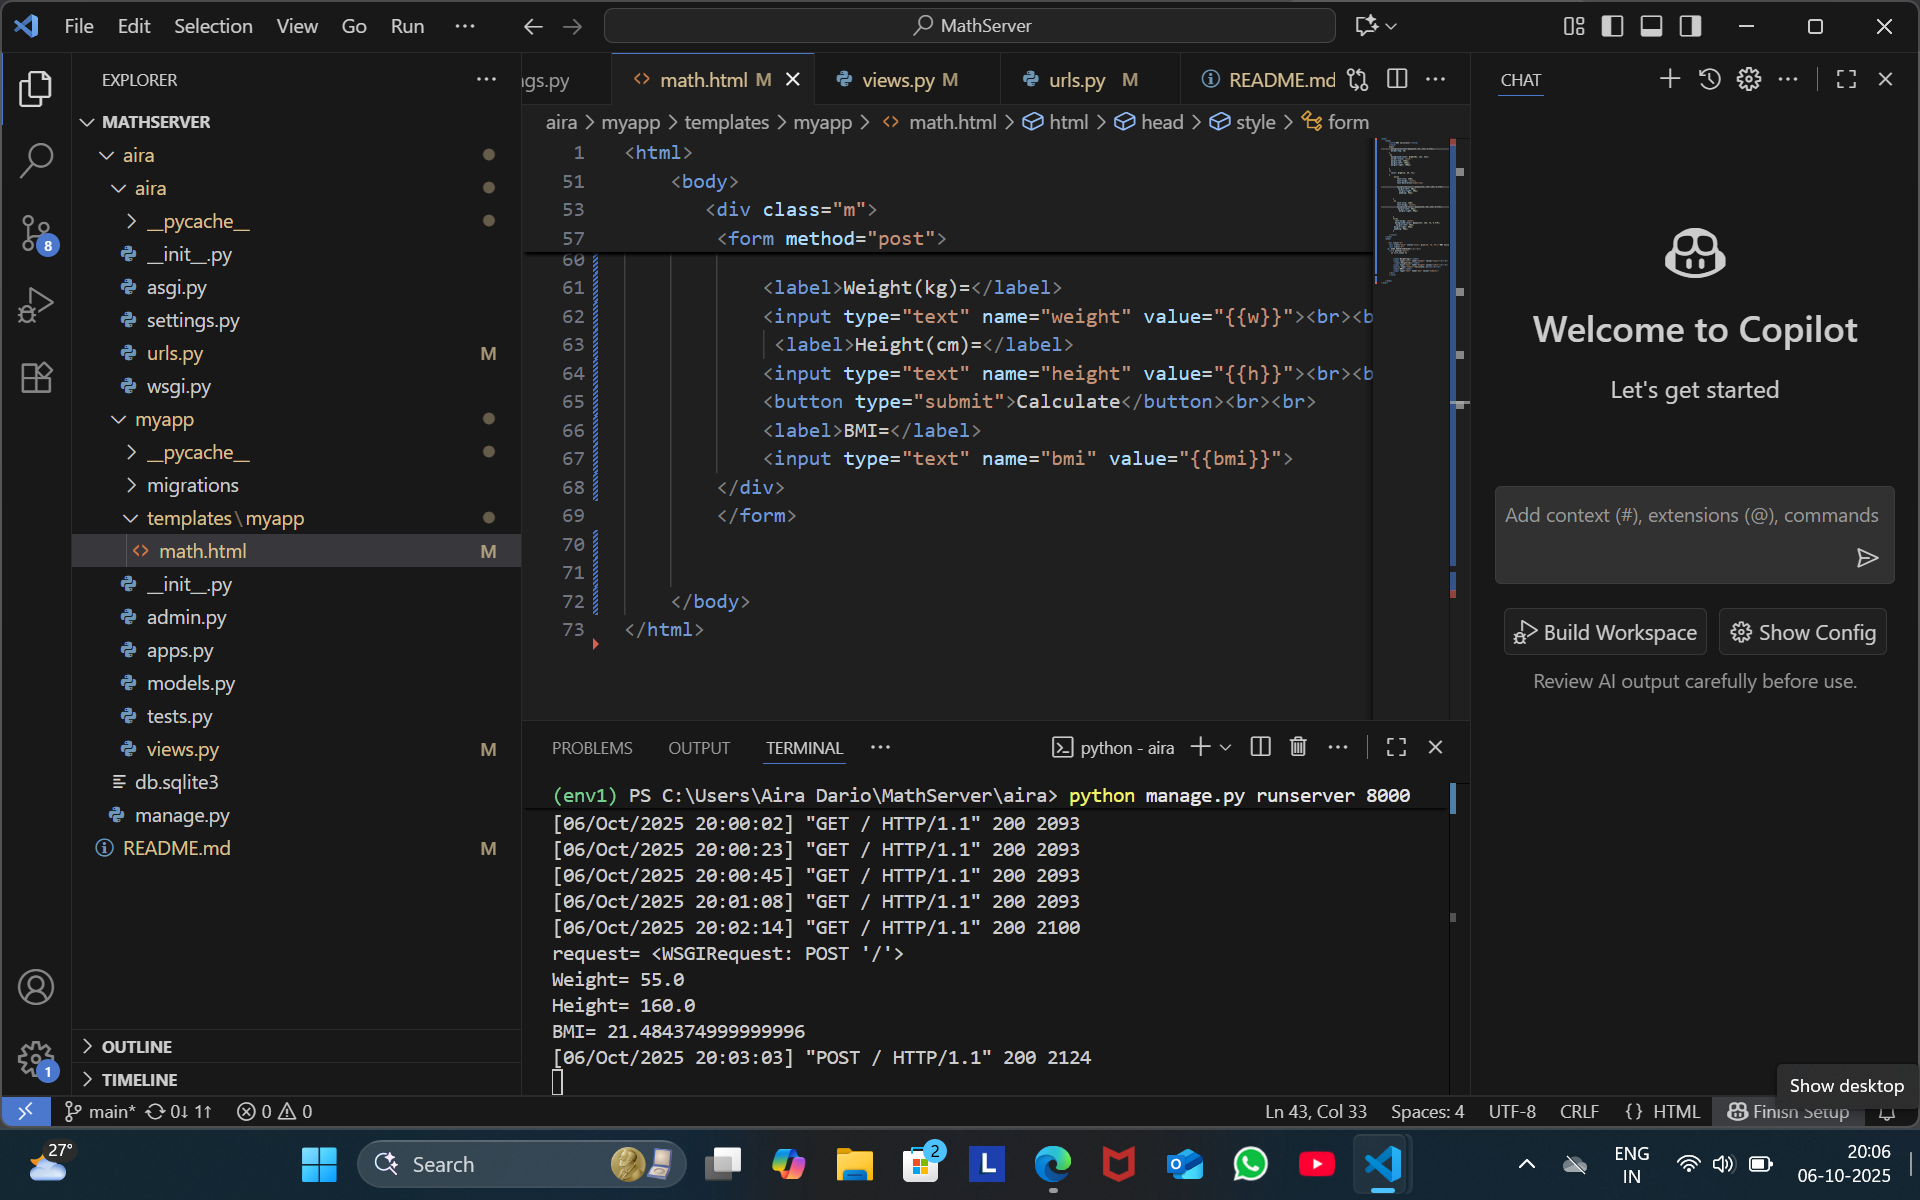 File Edit Selection View Go Run ··· MathServer
EXPLORER
MATHSERVER
aira
aira
__pycache__
__init__.py
asgi.py
settings.py
urls.py M
wsgi.py
myapp
__pycache__
migrations
templates\myapp
math.html M
__init__.py
admin.py
apps.py
models.py
tests.py
views.py M
db.sqlite3
manage.py
README.md M
OUTLINE
TIMELINE
8
1
gs.py math.html M views.py M urls.py M README.md
aira > myapp > templates > myapp > <> math.html > html > head > style > form
1 <html>
51 <body>
53 <div class="m">
57 <form method="post">
60
61 <label>Weight(kg)=</label>
62 <input type="text" name="weight" value="{{w}}"><br><b
63 <label>Height(cm)=</label>
64 <input type="text" name="height" value="{{h}}"><br><b
65 <button type="submit">Calculate</button><br><br>
66 <label>BMI=</label>
67 <input type="text" name="bmi" value="{{bmi}}">
68 </div>
69 </form>
70
71
72 </body>
73 </html>
PROBLEMS OUTPUT TERMINAL ··· python - aira
(env1) PS C:\Users\Aira Dario\MathServer\aira> python manage.py runserver 8000
[06/Oct/2025 20:00:02] "GET / HTTP/1.1" 200 2093
[06/Oct/2025 20:00:23] "GET / HTTP/1.1" 200 2093
[06/Oct/2025 20:00:45] "GET / HTTP/1.1" 200 2093
[06/Oct/2025 20:01:08] "GET / HTTP/1.1" 200 2093
[06/Oct/2025 20:02:14] "GET / HTTP/1.1" 200 2100
request= <WSGIRequest: POST '/'>
Weight= 55.0
Height= 160.0
BMI= 21.484374999999996
[06/Oct/2025 20:03:03] "POST / HTTP/1.1" 200 2124
CHAT
Welcome to Copilot
Let's get started
Add context (#), extensions (@), commands
Build Workspace Show Config
Review AI output carefully before use.
Show desktop
main* 0↓ 1↑ 0 0 Ln 43, Col 33 Spaces: 4 UTF-8 CRLF {} HTML Finish Setup
27° Search 2 L ENG IN 20:06 06-10-2025